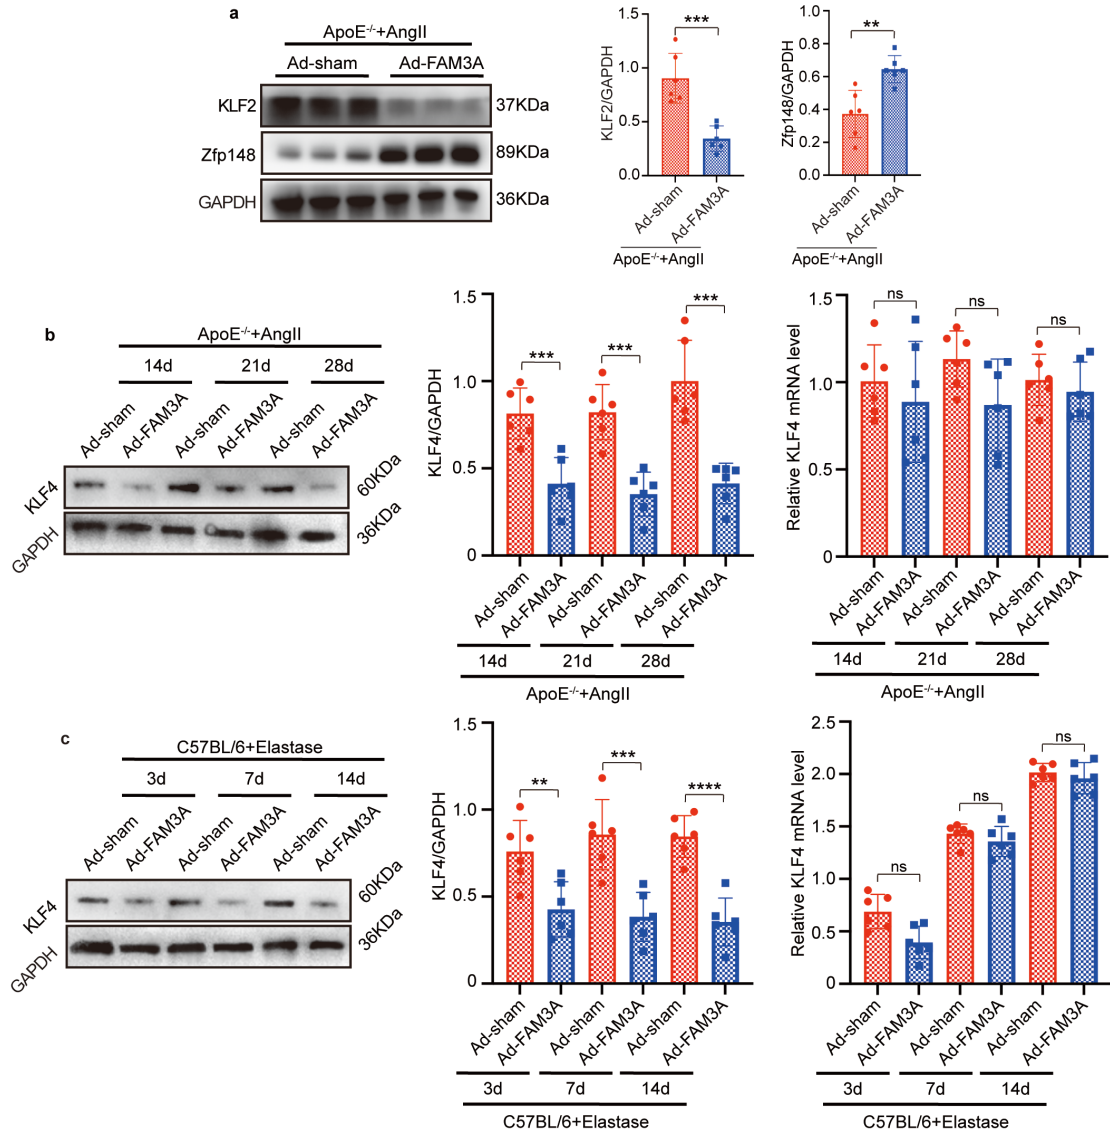 a
ApoE-/-+AngII
Ad-sham Ad-FAM3A
KLF2 37KDa
Zfp148 89KDa
GAPDH 36KDa
KLF2/GAPDH
1.5
1.0
0.5
0.0
***
Ad-sham
Ad-FAM3A
ApoE-/-+AngII
Zfp148/GAPDH
1.0
0.8
0.6
0.4
0.2
0.0
**
Ad-sham
Ad-FAM3A
ApoE-/-+AngII
b
ApoE-/-+AngII
14d 21d 28d
Ad-sham Ad-FAM3A Ad-sham Ad-FAM3A Ad-sham Ad-FAM3A
KLF4 60KDa
GAPDH 36KDa
KLF4/GAPDH
1.5
1.0
0.5
0
*** *** ***
Ad-sham Ad-FAM3A Ad-sham Ad-FAM3A Ad-sham Ad-FAM3A
14d 21d 28d
ApoE-/-+AngII
Relative KLF4 mRNA level
1.5
1.0
0.5
0
ns ns ns
Ad-sham Ad-FAM3A Ad-sham Ad-FAM3A Ad-sham Ad-FAM3A
14d 21d 28d
ApoE-/-+AngII
c
C57BL/6+Elastase
3d 7d 14d
Ad-sham Ad-FAM3A Ad-sham Ad-FAM3A Ad-sham Ad-FAM3A
KLF4 60KDa
GAPDH 36KDa
KLF4/GAPDH
1.5
1.0
0.5
0
** *** ****
Ad-sham Ad-FAM3A Ad-sham Ad-FAM3A Ad-sham Ad-FAM3A
3d 7d 14d
C57BL/6+Elastase
Relative KLF4 mRNA level
2.5
2.0
1.5
1.0
0.5
0
ns ns ns
Ad-sham Ad-FAM3A Ad-sham Ad-FAM3A Ad-sham Ad-FAM3A
3d 7d 14d
C57BL/6+Elastase